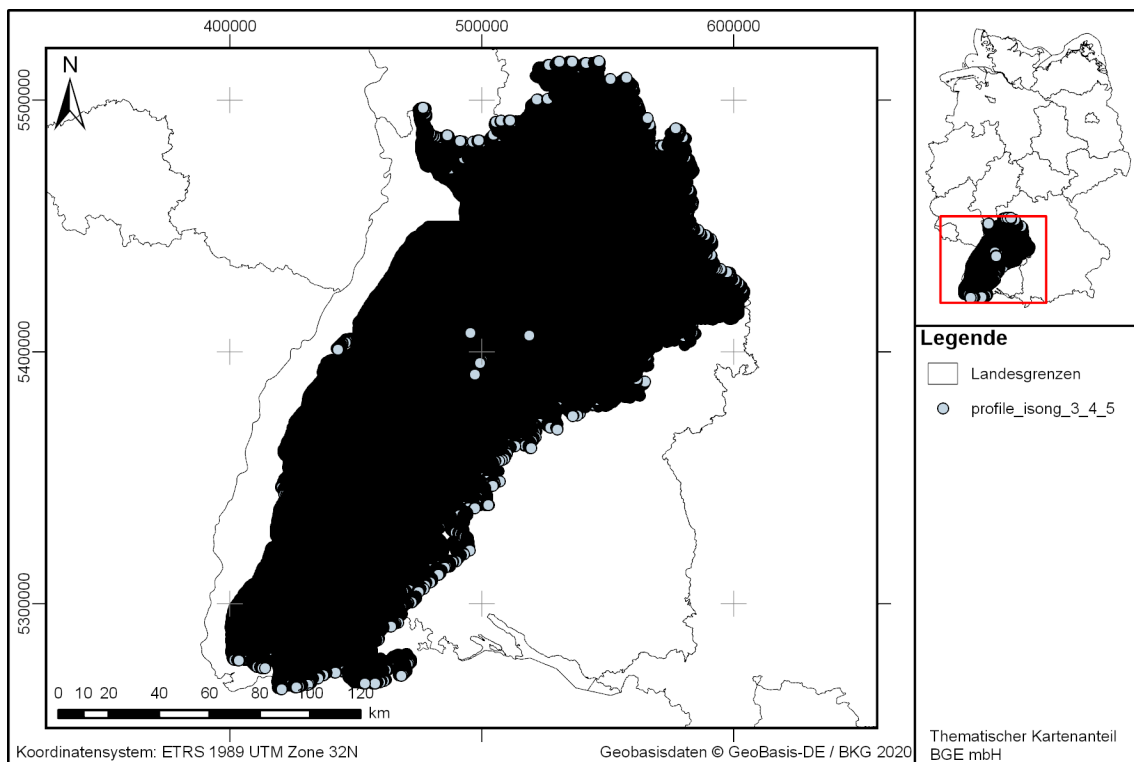 400000
500000
600000
5500000
5400000
5300000
N
0 10 20 40 60 80 100 120
km
Koordinatensystem: ETRS 1989 UTM Zone 32N
Geobasisdaten © GeoBasis-DE / BKG 2020
Legende
Landesgrenzen
profile_isong_3_4_5
Thematischer Kartenanteil
BGE mbH